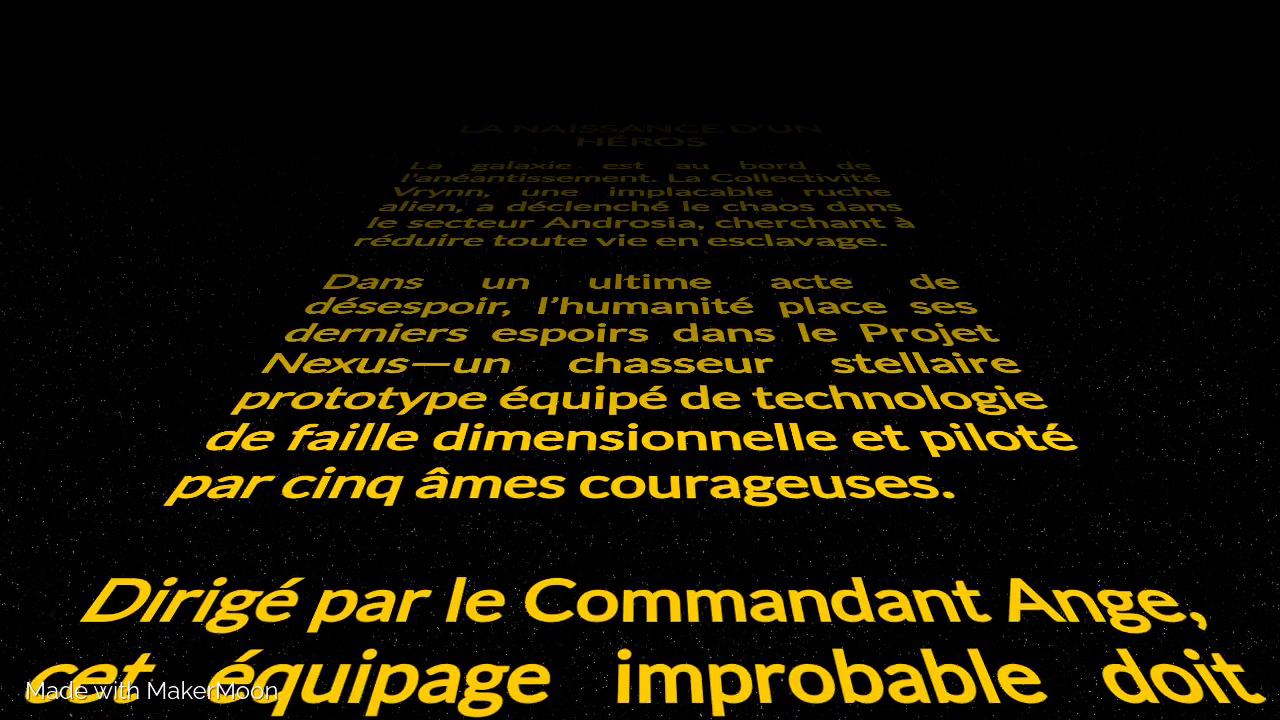 LA NAISSANCE D'UN
HÉROS
La galaxie est au bord de
l'anéantissement. La Collectivité
Vrynn, une implacable ruche
alien, a déclenché le chaos dans
le secteur Androsia, cherchant à
réduire toute vie en esclavage.
Dans un ultime acte de
désespoir, l’humanité place ses
derniers espoirs dans le Projet
Nexus—un chasseur stellaire
prototype équipé de technologie
de faille dimensionnelle et piloté
par cinq âmes courageuses.
Dirigé par le Commandant Ange,
cet équipage improbable doit
Made with MakerMoon